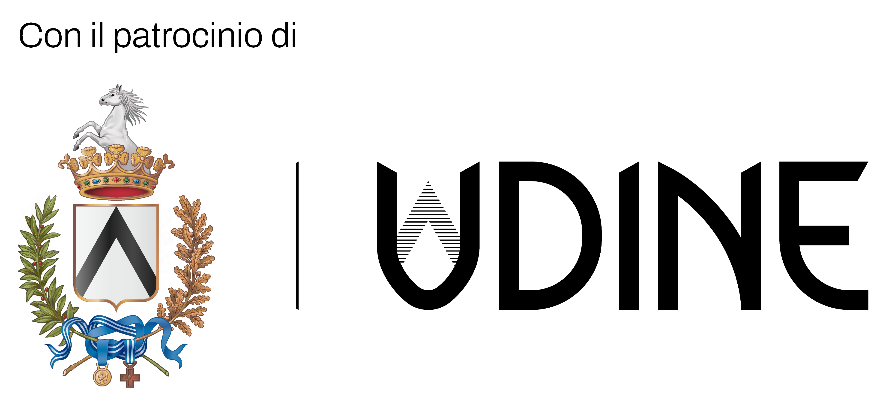 Con il patrocinio di
UDINE